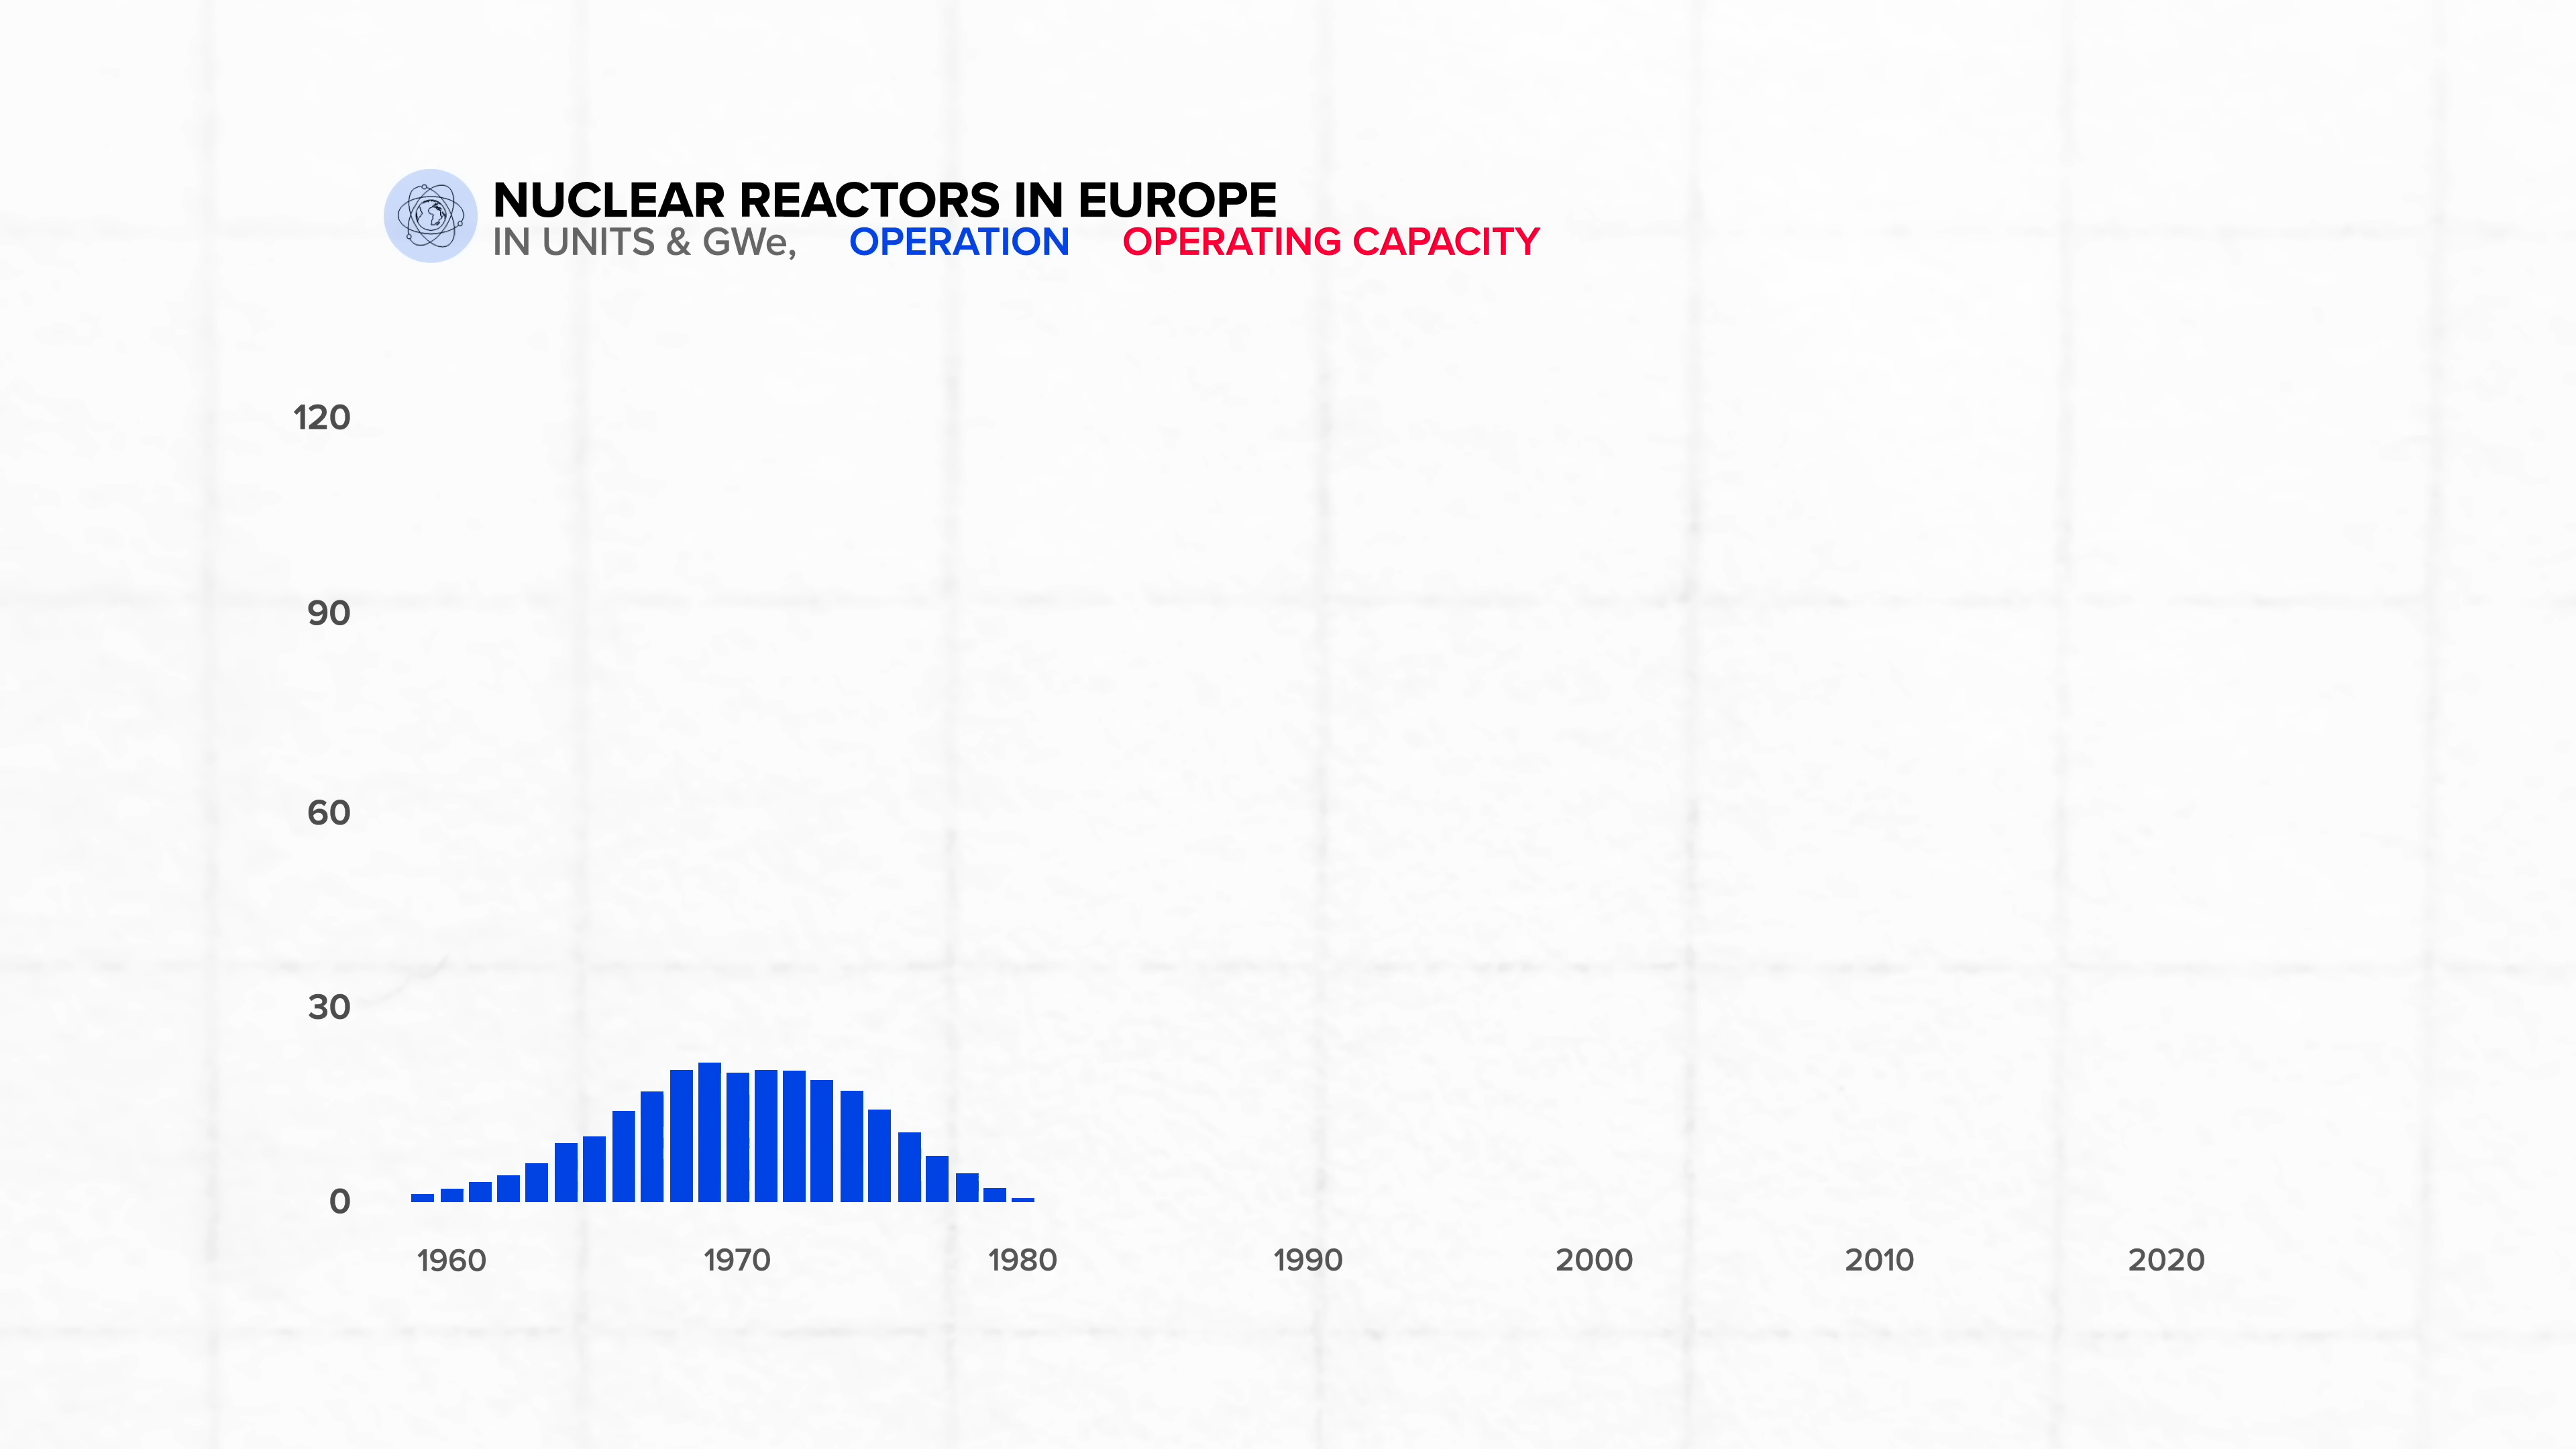 NUCLEAR REACTORS IN EUROPE
IN UNITS & GWe, OPERATION OPERATING CAPACITY
120
90
60
30
0
1960 1970 1980 1990 2000 2010 2020